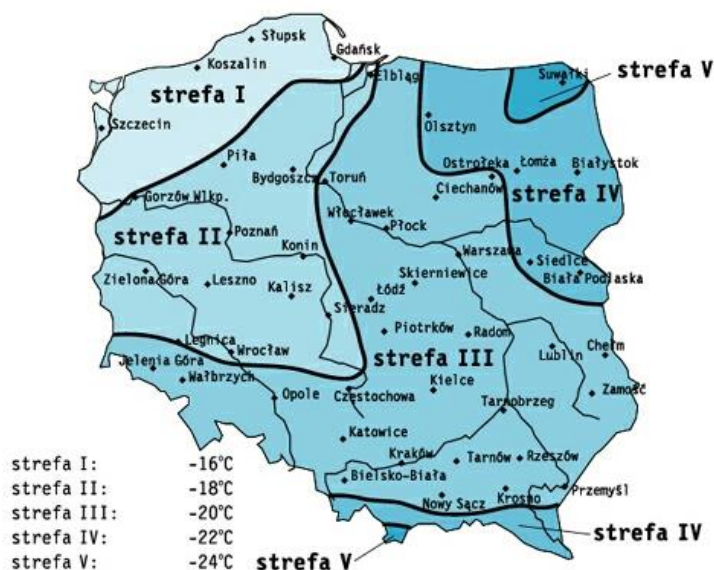 Słupsk
Gdańsk
Koszalin
Elbląg
strefa V
Suwałki
strefa I
Szczecin
Olsztyn
Piła
Ostrołęka
Łomża
Białystok
Bydgoszcz
Toruń
Ciechanów
strefa IV
Gorzów Wlkp.
Włocławek
Płock
strefa II
Poznań
Konin
Warszawa
Siedlce
Biała Podlaska
Zielona Góra
Leszno
Kalisz
Skierniewice
Łódź
Sieradz
Piotrków
Radom
Legnica
Wrocław
strefa III
Lublin
Chełm
Jelenia Góra
Wałbrzych
Opole
Częstochowa
Kielce
Zamość
Tarnobrzeg
Katowice
Kraków
Tarnów
Rzeszów
Bielsko-Biała
Nowy Sącz
Krosno
Przemyśl
strefa I: -16°C
strefa II: -18°C
strefa III: -20°C
strefa IV: -22°C
strefa V: -24°C
strefa IV
strefa V